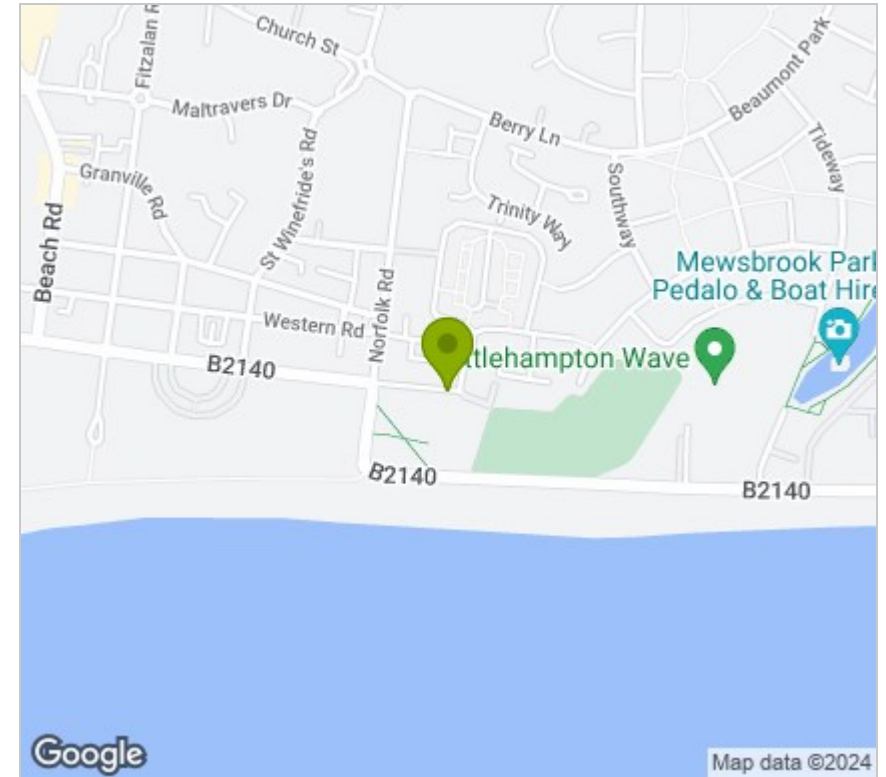 Church St
Fitzalan R
Maltravers Dr
Beaumont Park
Berry Ln
Tideway
Granville Rd
St Winefride's Rd
Southway
Trinity Way
Beach Rd
Norfolk Rd
Mewsbrook Park
Pedalo & Boat Hire
Western Rd
ttlehampton Wave
B2140
B2140
B2140
Google
Map data ©2024